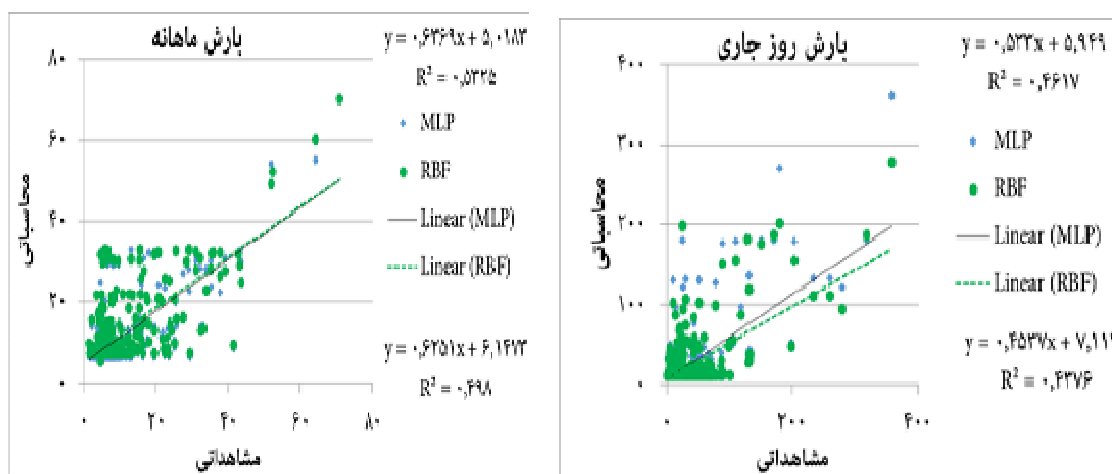 بارش ماهانه
y = ۰,۶۳۶۹x + ۵,۰۱۸۳
R² = ۰,۵۳۲۵
MLP
RBF
Linear (MLP)
Linear (RBF)
y = ۰,۶۲۵۱x + ۶,۱۴۷۳
R² = ۰,۴۹۸
۸۰
۶۰
۴۰
۲۰
۰
۰ ۲۰ ۴۰ ۶۰ ۸۰
محاسباتی
مشاهداتی
بارش روز جاری
y = ۰,۵۳۳x + ۵,۹۴۹
R² = ۰,۴۶۱۷
MLP
RBF
Linear (MLP)
Linear (RBF)
R² = ۰,۴۳۷۶
۴۰۰
۳۰۰
۲۰۰
۱۰۰
۰
۰ ۲۰۰ ۴۰۰
محاسباتی
مشاهداتی